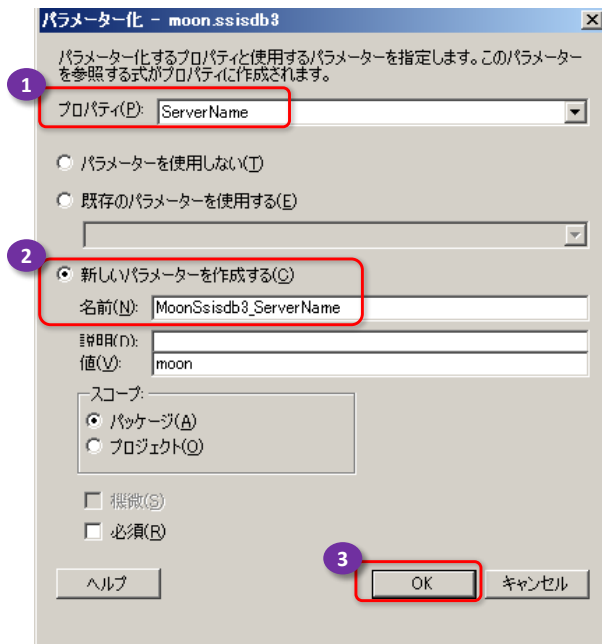 パラメーター化 - moon.ssisdb3
パラメーター化するプロパティと使用するパラメーターを指定します。このパラメーター
を参照する式がプロパティに作成されます。
1
プロパティ(P): ServerName
パラメーターを使用しない(T)
既存のパラメーターを使用する(E)
2
新しいパラメーターを作成する(C)
名前(N): MoonSsisdb3_ServerName
説明(D):
値(V): moon
スコープ:
パッケージ(A)
プロジェクト(O)
機微(S)
必須(R)
3
ヘルプ OK キャンセル